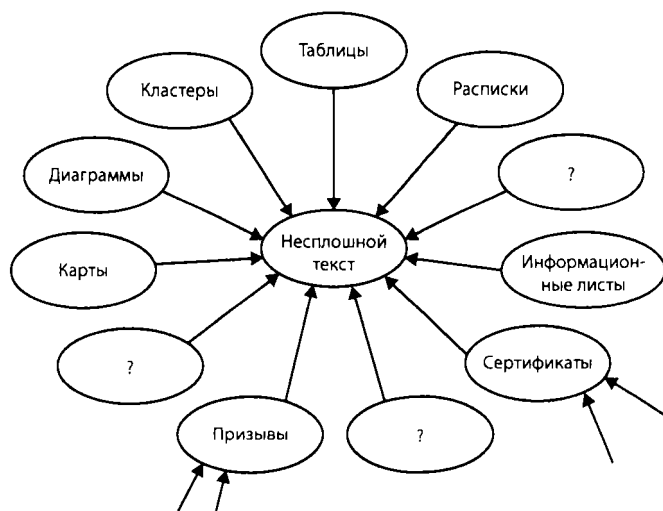 Таблицы
Кластеры
Расписки
Диаграммы
?
Несплошной
текст
Карты
Информацион-
ные листы
?
Сертификаты
Призывы
?